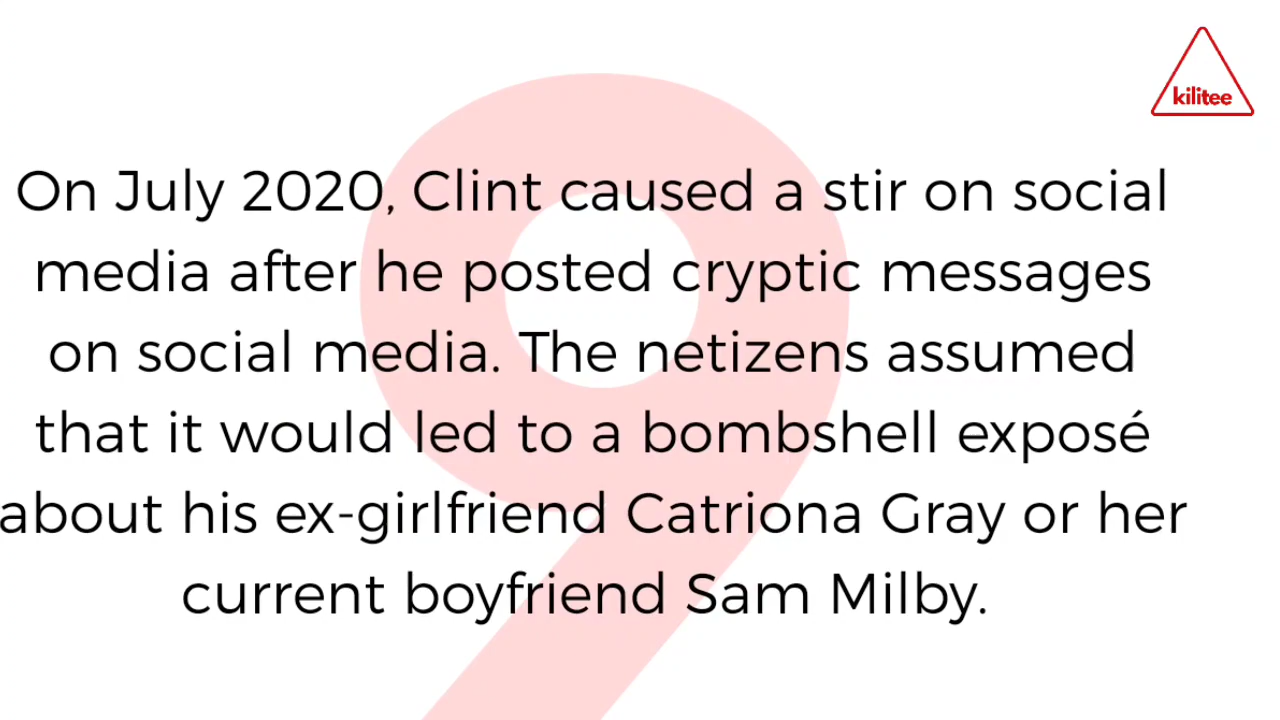 kilitee
On July 2020, Clint caused a stir on social
media after he posted cryptic messages
on social media. The netizens assumed
that it would led to a bombshell exposé
about his ex-girlfriend Catriona Gray or her
current boyfriend Sam Milby.
9